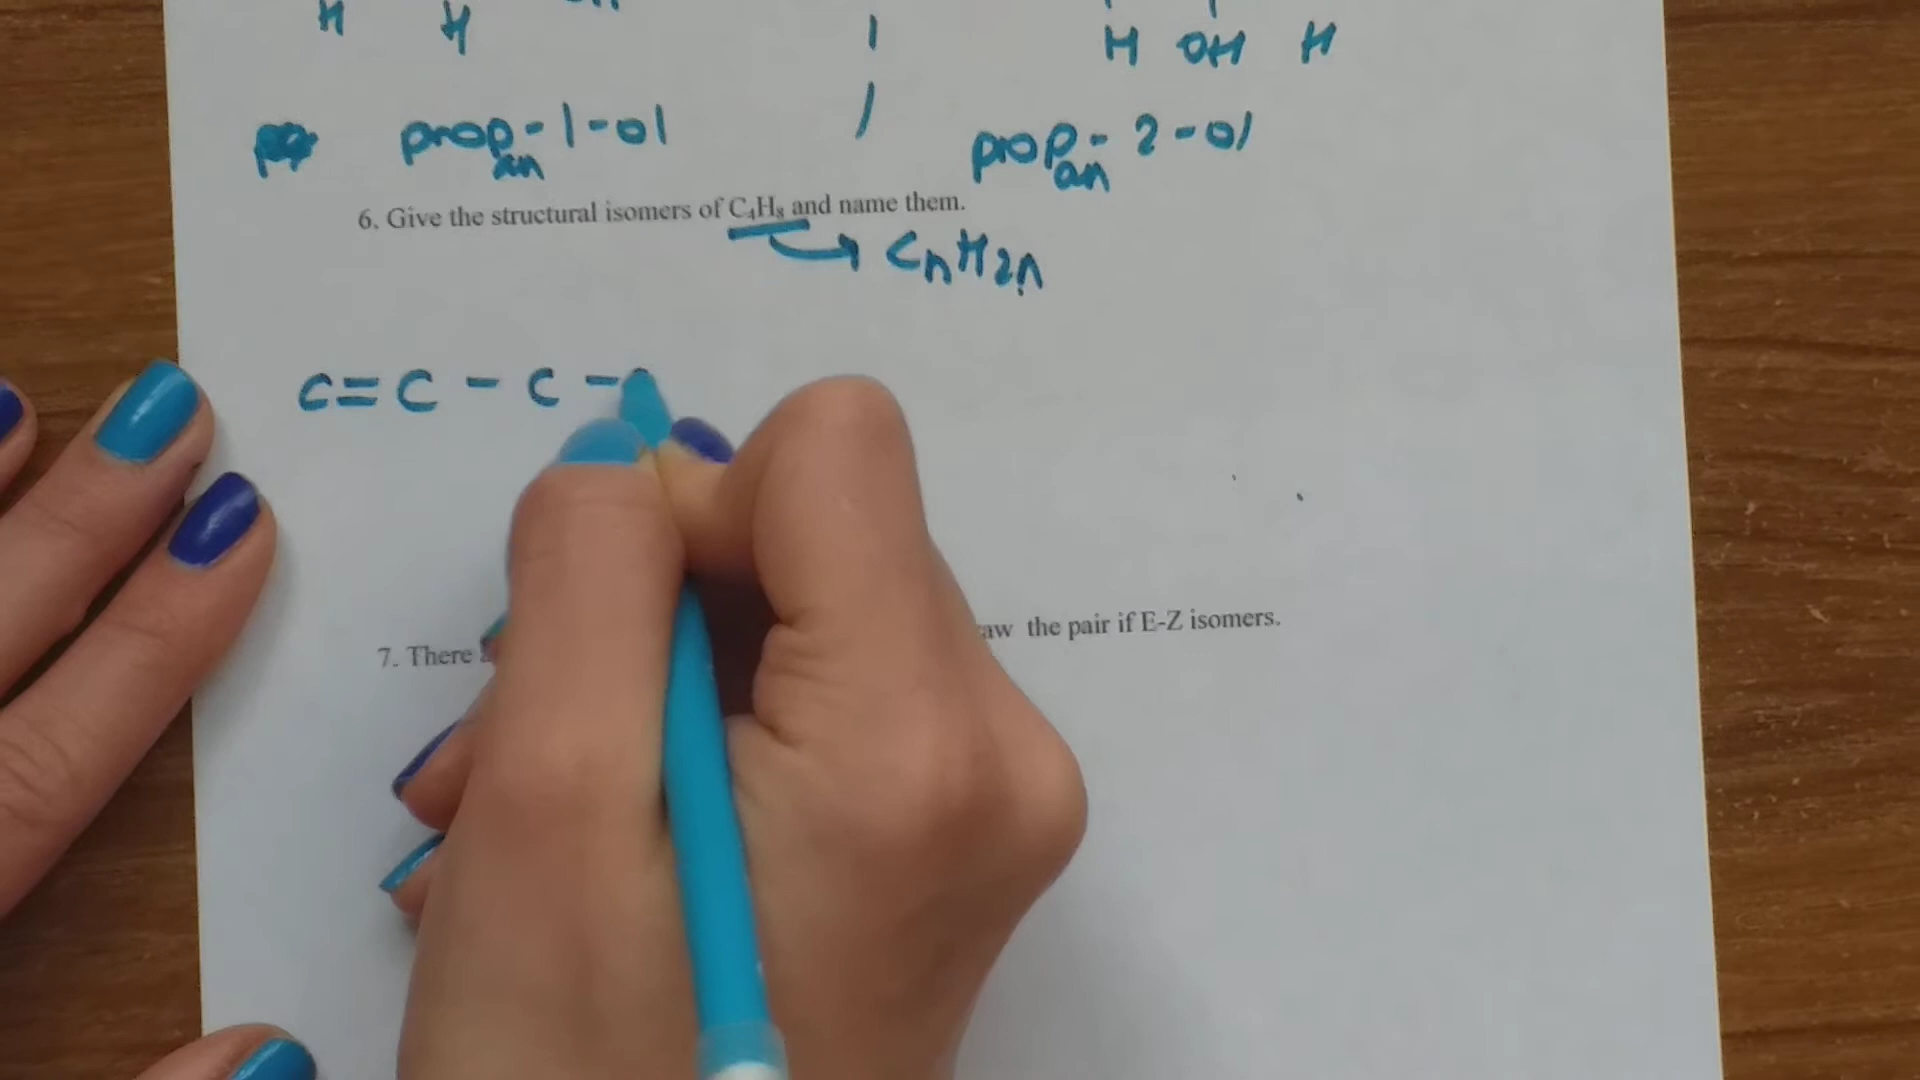 H H H OH H
prop-1-ol prop-2-ol
an an
6. Give the structural isomers of C₄H₈ and name them.
CnH2n
C=C-C-
7. There
aw the pair if E-Z isomers.